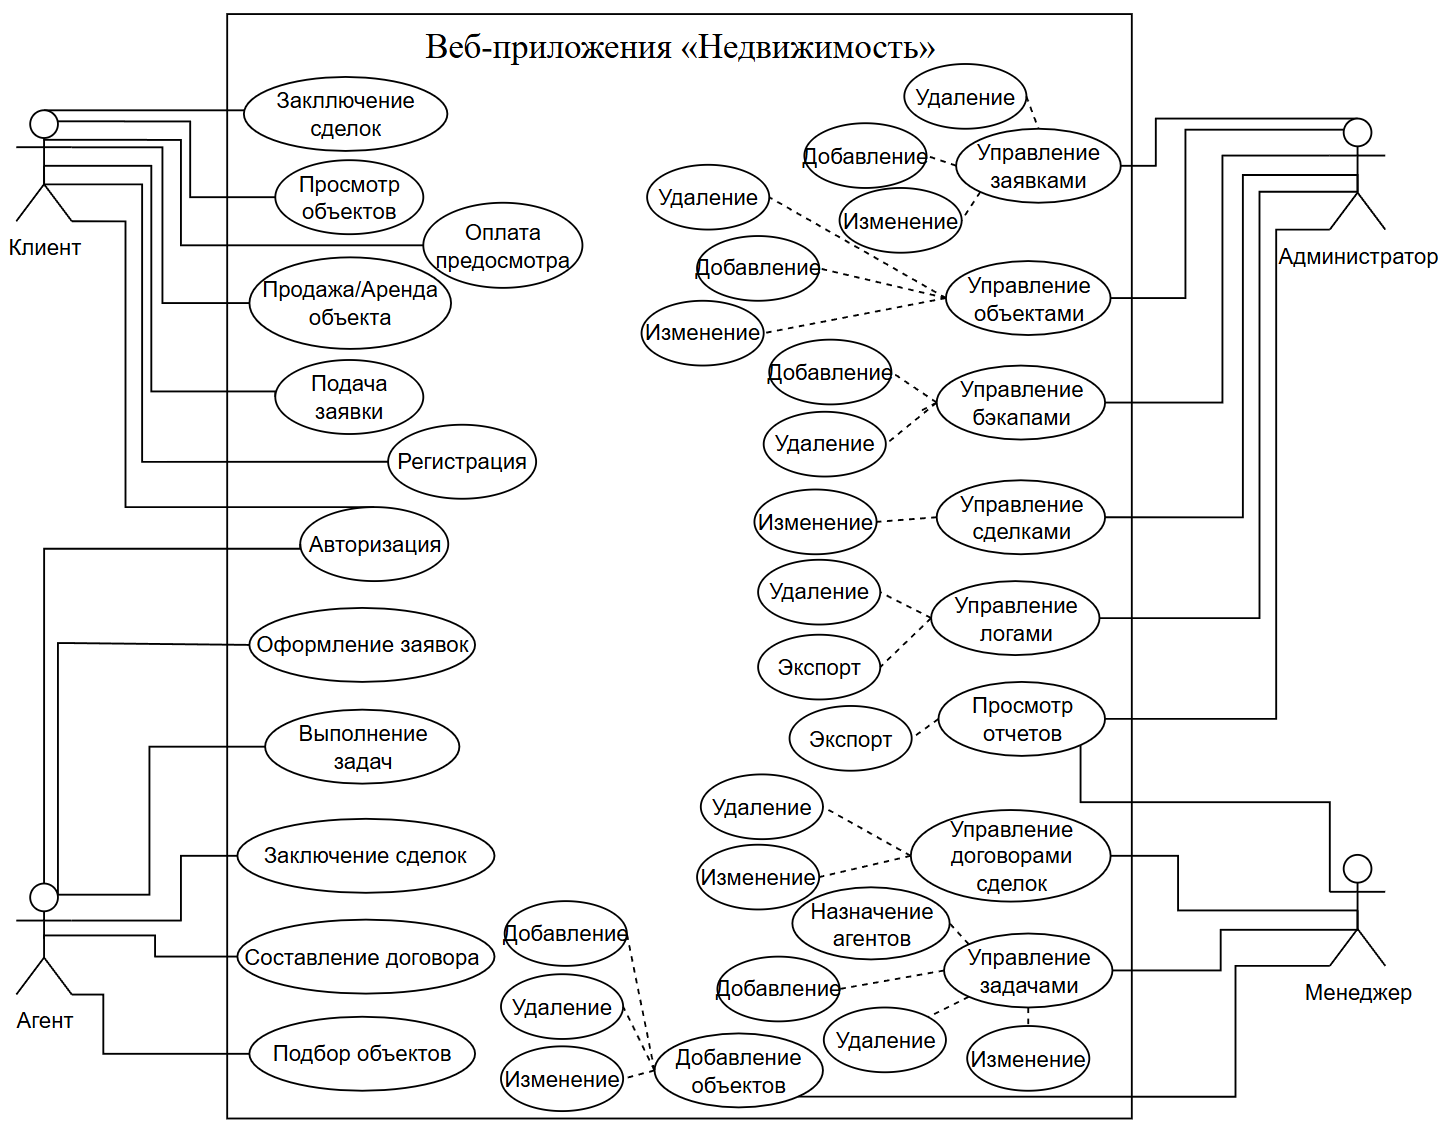 Веб-приложения «Недвижимость»
Клиент
Закллючение
сделок
Просмотр
объектов
Оплата
предосмотра
Продажа/Аренда
объекта
Подача
заявки
Регистрация
Авторизация
Оформление заявок
Выполнение
задач
Заключение сделок
Составление договора
Подбор объектов
Агент
Удаление
Добавление
Изменение
Управление
заявками
Удаление
Добавление
Изменение
Управление
объектами
Добавление
Удаление
Управление
бэкапами
Изменение
Управление
сделками
Удаление
Экспорт
Управление
логами
Экспорт
Просмотр
отчетов
Администратор
Удаление
Изменение
Управление
договорами
сделок
Назначение
агентов
Добавление
Удаление
Изменение
Управление
задачами
Добавление
Удаление
Изменение
Добавление
объектов
Менеджер